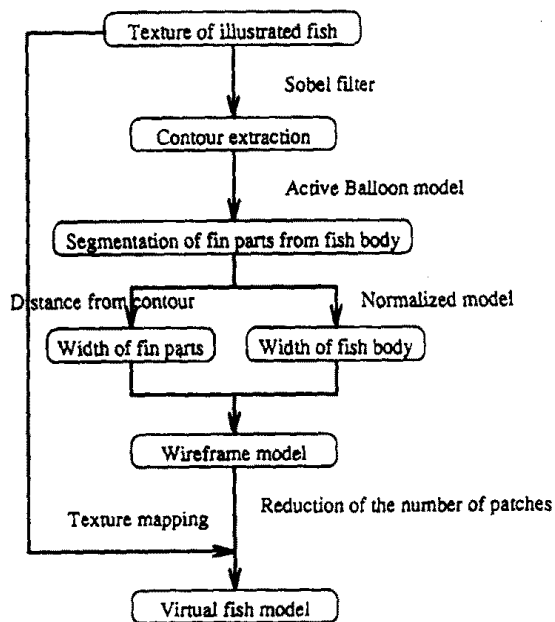 Texture of illustrated fish
Sobel filter
Contour extraction
Active Balloon model
Segmentation of fin parts from fish body
Distance from contour
Normalized model
Width of fin parts
Width of fish body
Wireframe model
Reduction of the number of patches
Texture mapping
Virtual fish model